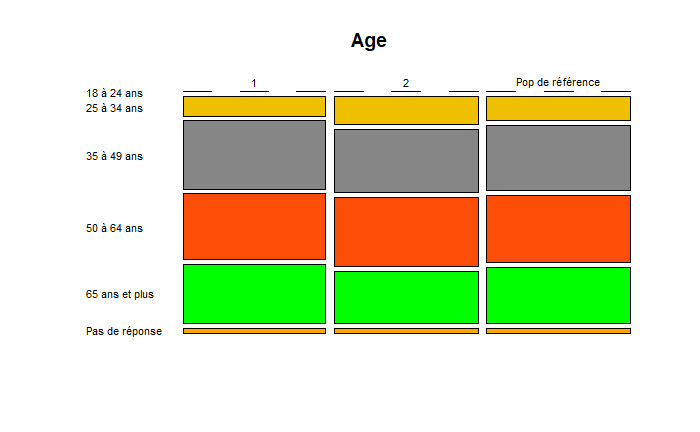 Age
1
2
Pop de référence
18 à 24 ans
25 à 34 ans
35 à 49 ans
50 à 64 ans
65 ans et plus
Pas de réponse